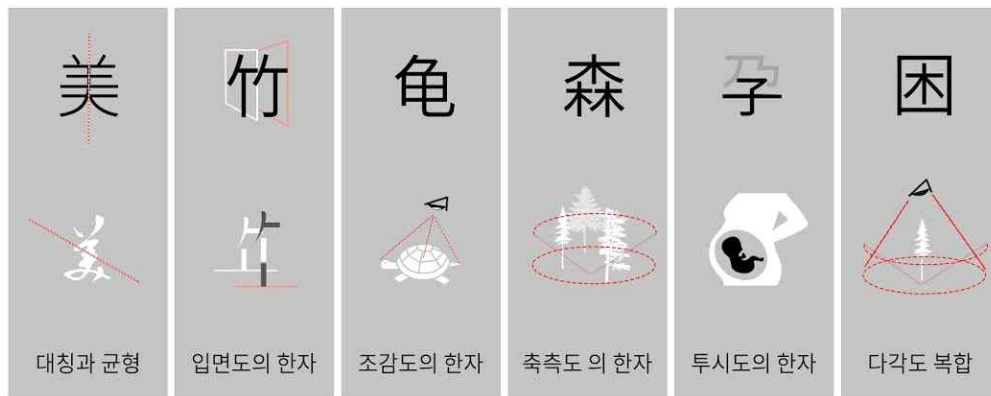 美 竹 龟 森 孕 困
美 竹
대칭과 균형 입면도의 한자 조감도의 한자 축측도 의 한자 투시도의 한자 다각도 복합